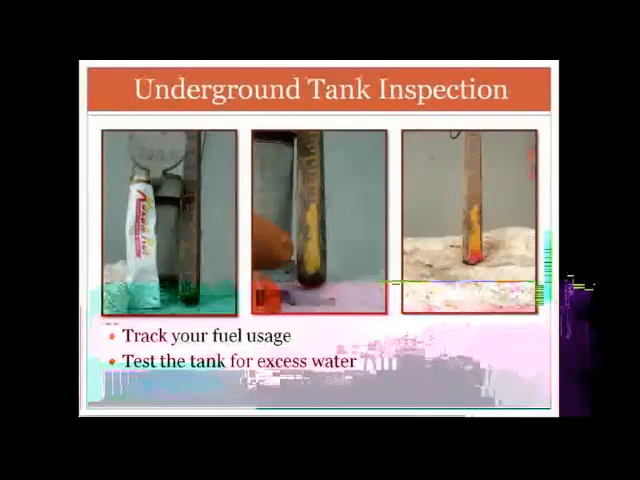 Underground Tank Inspection
Track your fuel usage
Test the tank for excess water